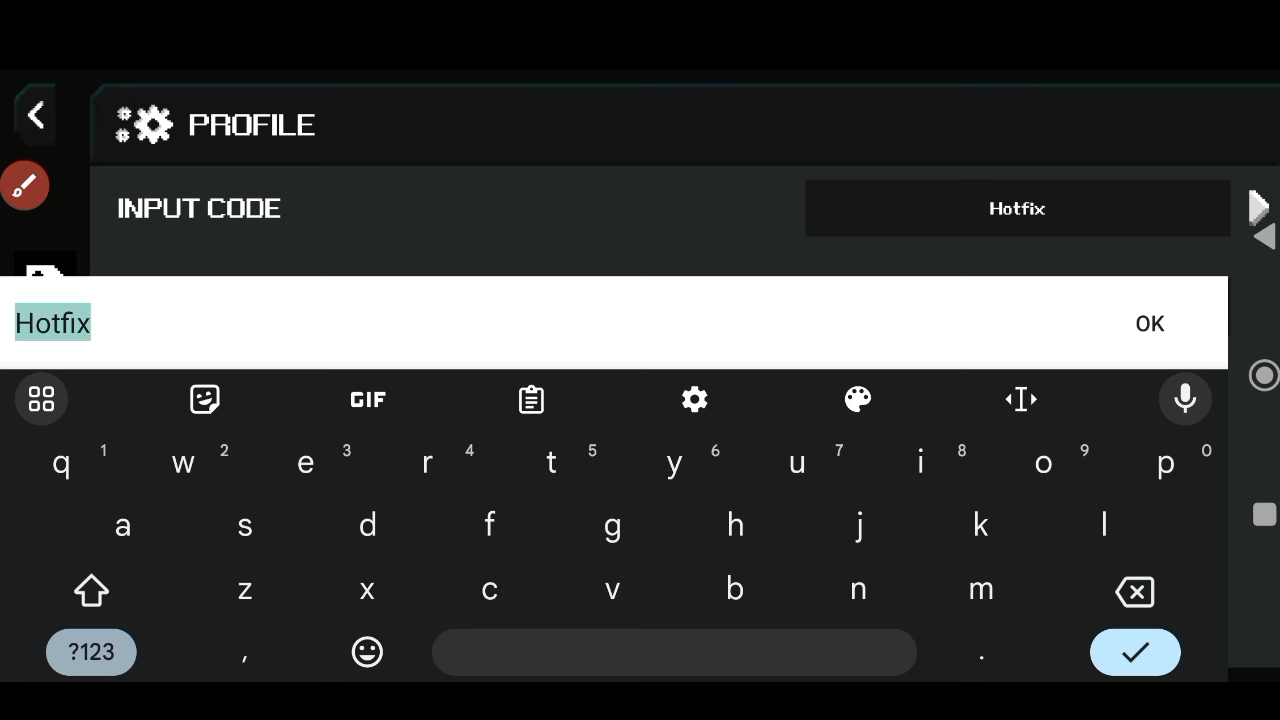 PROFILE
INPUT CODE
Hotfix
Hotfix
OK
GIF
q 1 w 2 e 3 r 4 t 5 y 6 u 7 i 8 o 9 p 0
a s d f g h j k l
z x c v b n m
?123 , .